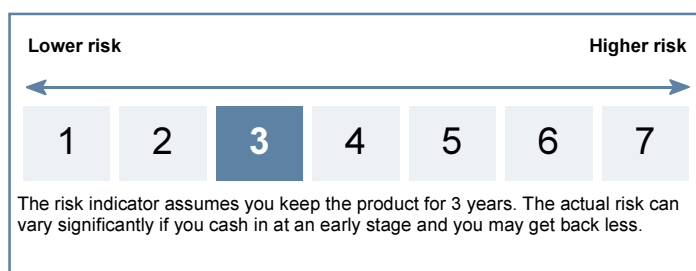 Lower risk Higher risk
1 2 3 4 5 6 7
The risk indicator assumes you keep the product for 3 years. The actual risk can
vary significantly if you cash in at an early stage and you may get back less.